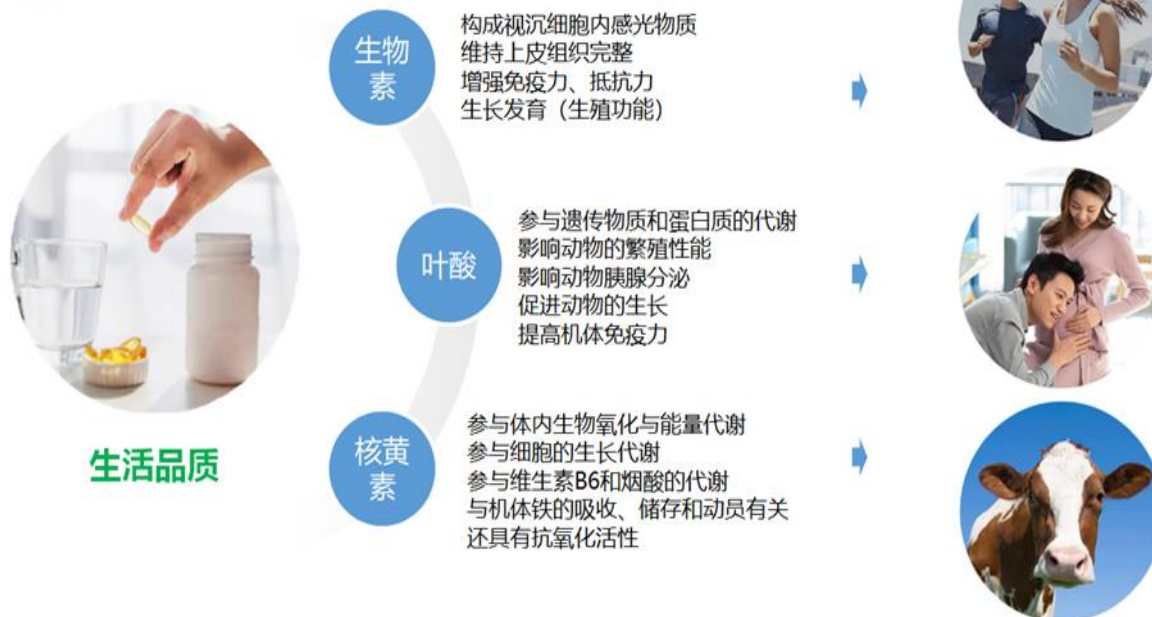 生物
素
构成视沉细胞内感光物质
维持上皮组织完整
增强免疫力、抵抗力
生长发育（生殖功能）
叶酸
参与遗传物质和蛋白质的代谢
影响动物的繁殖性能
影响动物胰腺分泌
促进动物的生长
提高机体免疫力
生活品质
核黄
素
参与体内生物氧化与能量代谢
参与细胞的生长代谢
参与维生素B6和烟酸的代谢
与机体铁的吸收、储存和动员有关
还具有抗氧化活性